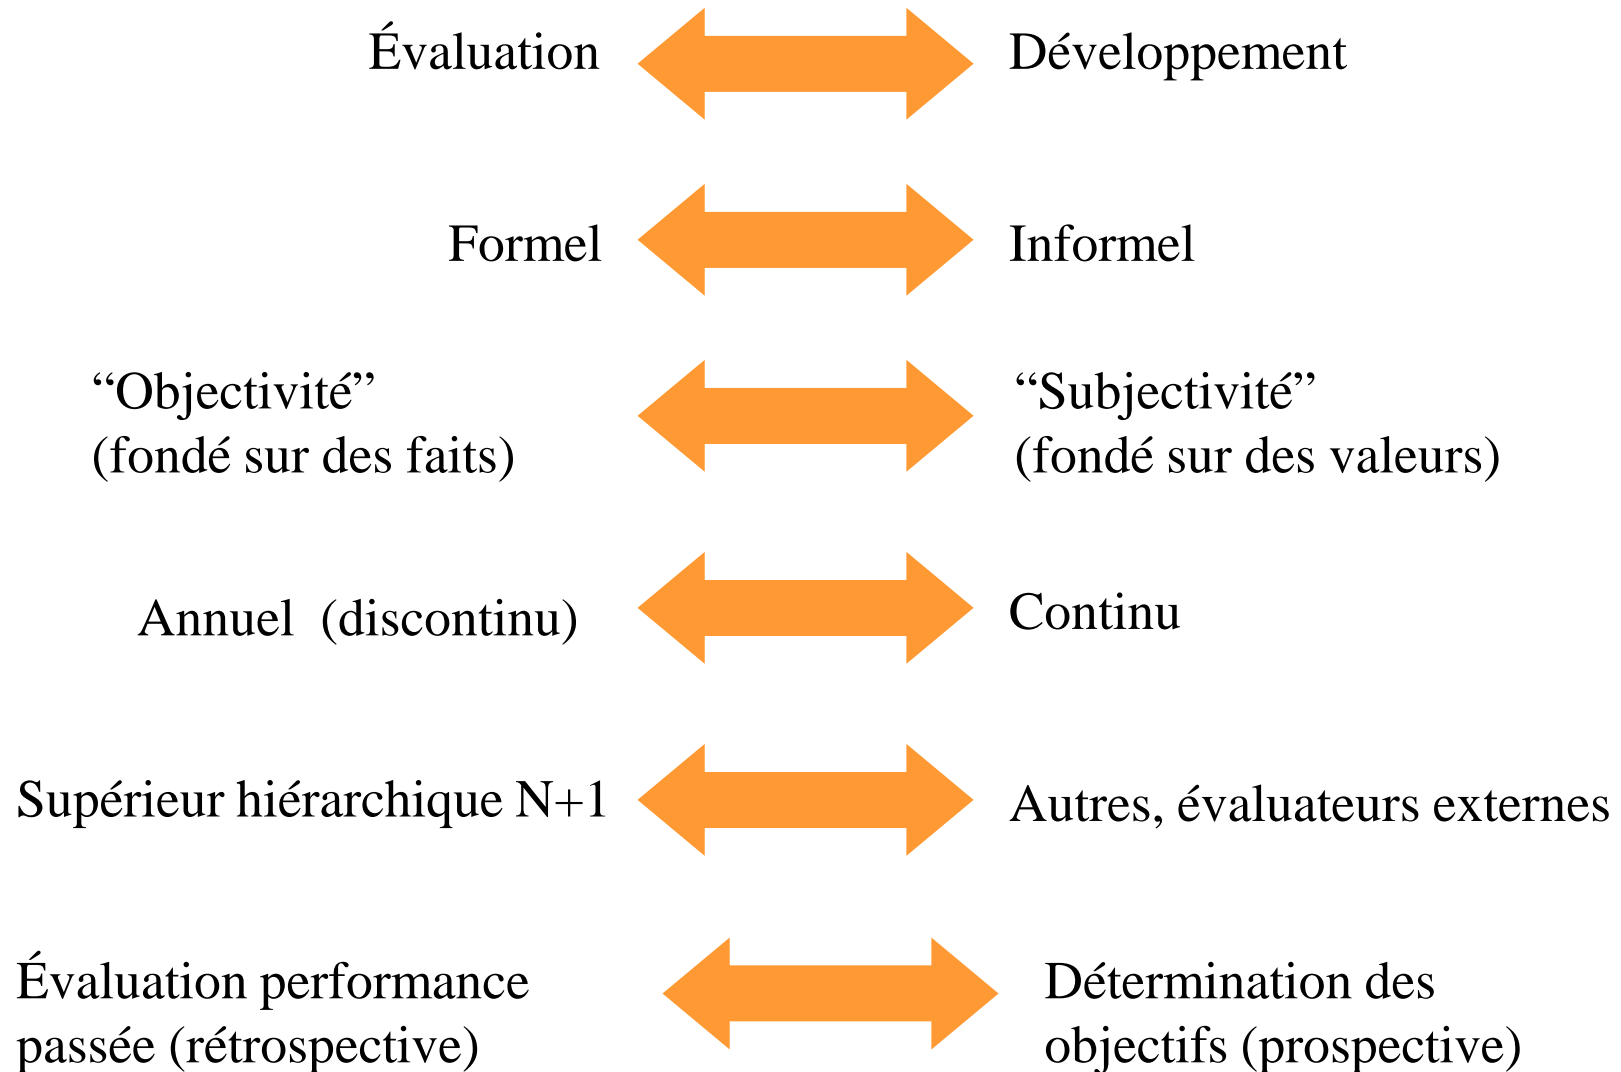 Évaluation
Développement
Formel
Informel
“Objectivité”
(fondé sur des faits)
“Subjectivité”
(fondé sur des valeurs)
Annuel  (discontinu)
Continu
Supérieur hiérarchique N+1
Autres, évaluateurs externes
Évaluation performance
passée (rétrospective)
Détermination des
objectifs (prospective)